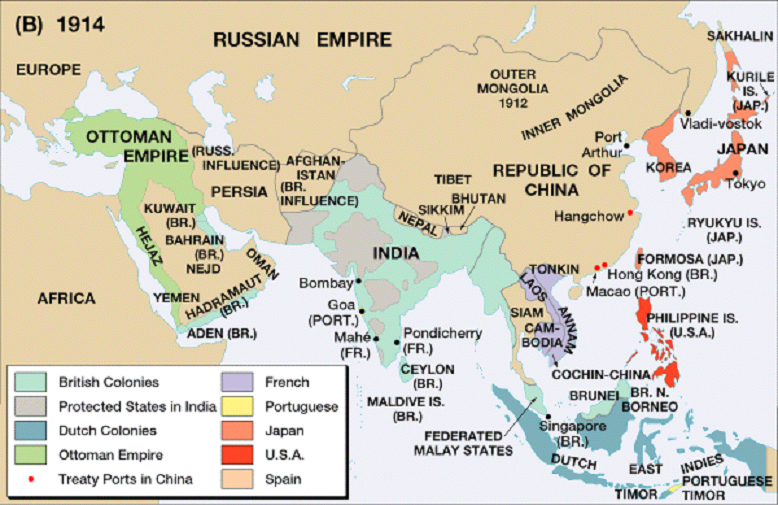 (B) 1914
RUSSIAN EMPIRE
EUROPE
SAKHALIN
KURILE
IS.
(JAP.)
OUTER
MONGOLIA
1912
INNER MONGOLIA
Vladi-vostok
Port
Arthur
JAPAN
KOREA
Tokyo
OTTOMAN
EMPIRE
(RUSS.
INFLUENCE)
PERSIA
AFGHAN-
ISTAN
(BR.
INFLUENCE)
TIBET
BHUTAN
SIKKIM
NEPAL
REPUBLIC OF
CHINA
Hangchow
RYUKYU IS.
(JAP.)
KUWAIT
(BR.)
BAHRAIN
(BR.)
NEJD
HEJAZ
OMAN
YEMEN
HADRAMAUT
(BR.)
ADEN (BR.)
AFRICA
INDIA
Bombay
Goa
(PORT.)
Mahé
(FR.)
Pondicherry
(FR.)
CEYLON
(BR.)
MALDIVE IS.
(BR.)
TONKIN
LAOS
ANNAM
SIAM
CAM-
BODIA
COCHIN-CHINA
FORMOSA (JAP.)
Hong Kong (BR.)
Macao (PORT.)
PHILIPPINE IS.
(U.S.A.)
BRUNEI
BR. N.
BORNEO
Singapore
(BR.)
FEDERATED
MALAY STATES
DUTCH
EAST
INDIES
PORTUGUESE
TIMOR
TIMOR
British Colonies
Protected States in India
Dutch Colonies
Ottoman Empire
Treaty Ports in China
French
Portuguese
Japan
U.S.A.
Spain